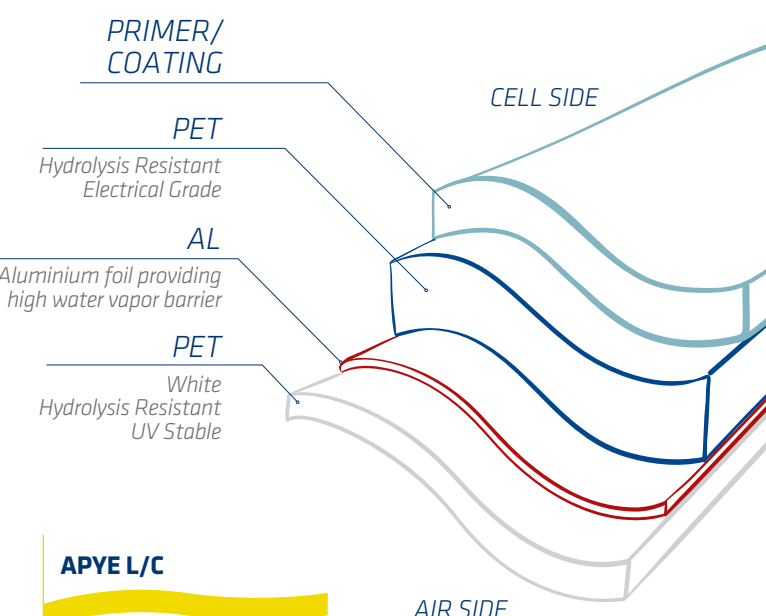 PRIMER/
COATING
CELL SIDE
PET
Hydrolysis Resistant
Electrical Grade
AL
Aluminium foil providing
high water vapor barrier
PET
White
Hydrolysis Resistant
UV Stable
APYE L/C
AIR SIDE